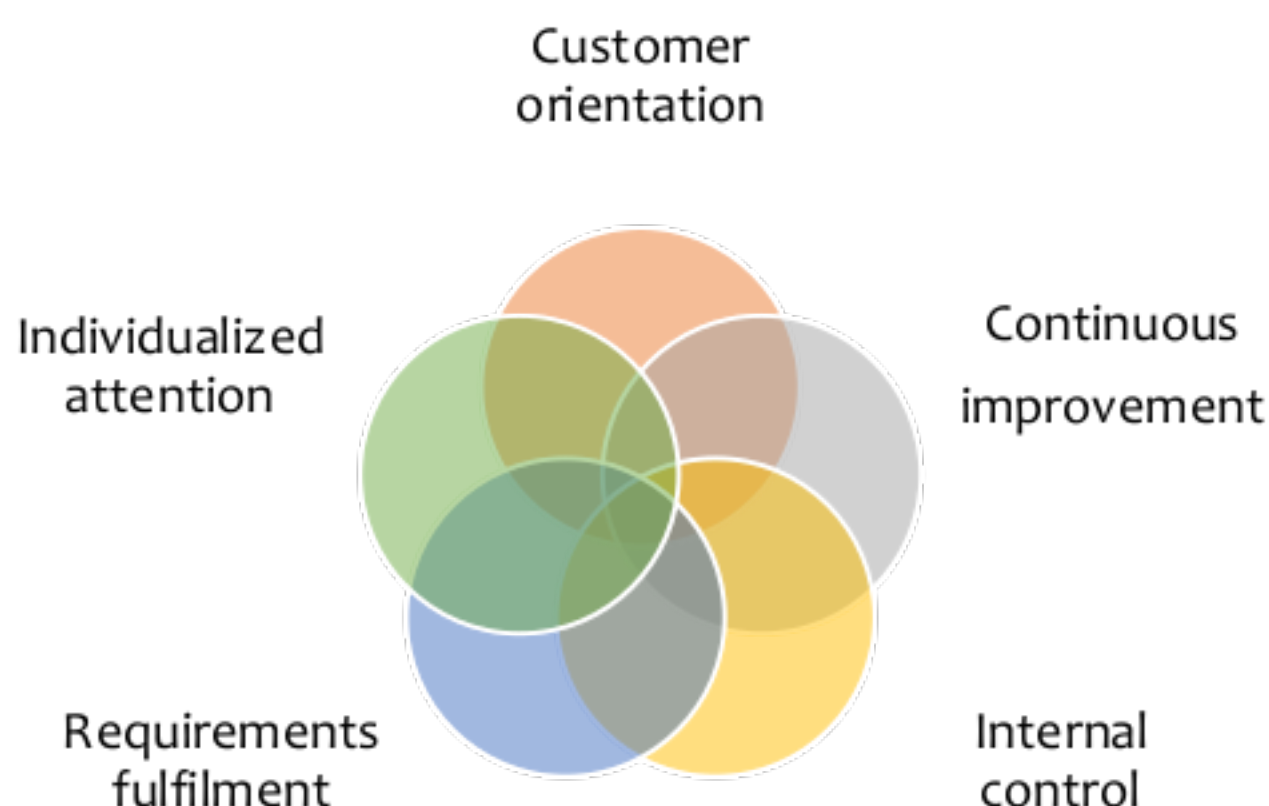 Customer
orientation
Individualized
attention
Continuous
improvement
Requirements
fulfilment
Internal
control